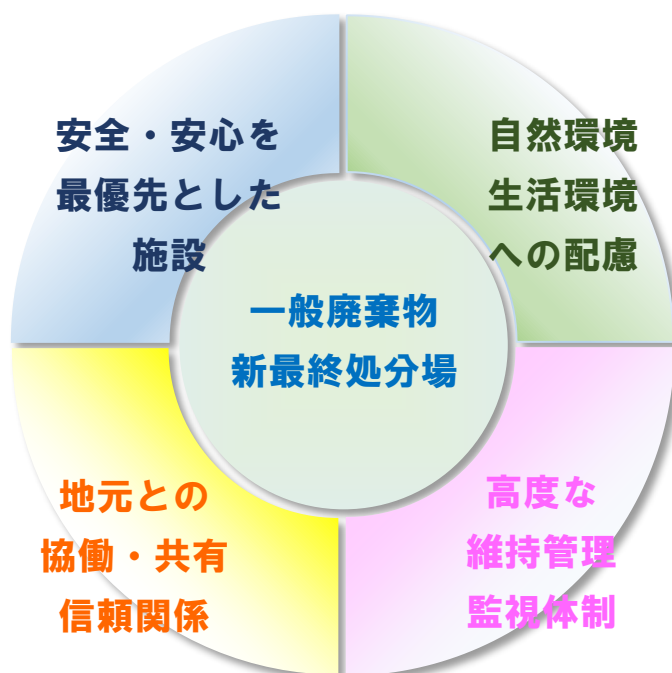 安全・安心を
最優先とした
施設
自然環境
生活環境
への配慮
一般廃棄物
新最終処分場
地元との
協働・共有
信頼関係
高度な
維持管理
監視体制